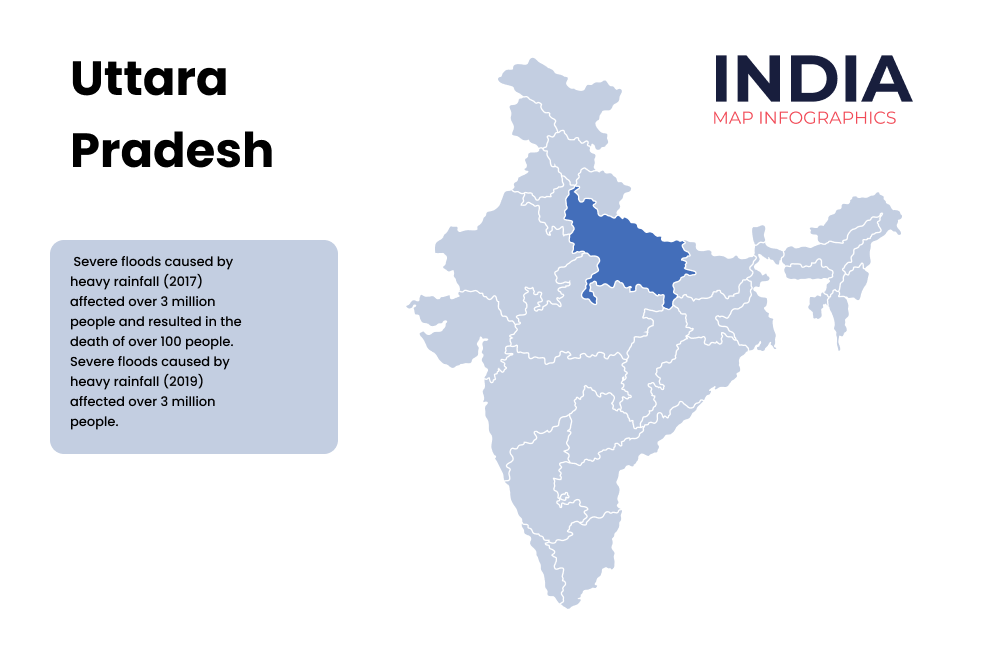 Uttara
Pradesh
INDIA
MAP INFOGRAPHICS
Severe floods caused by
heavy rainfall (2017)
affected over 3 million
people and resulted in the
death of over 100 people.
Severe floods caused by
heavy rainfall (2019)
affected over 3 million
people.